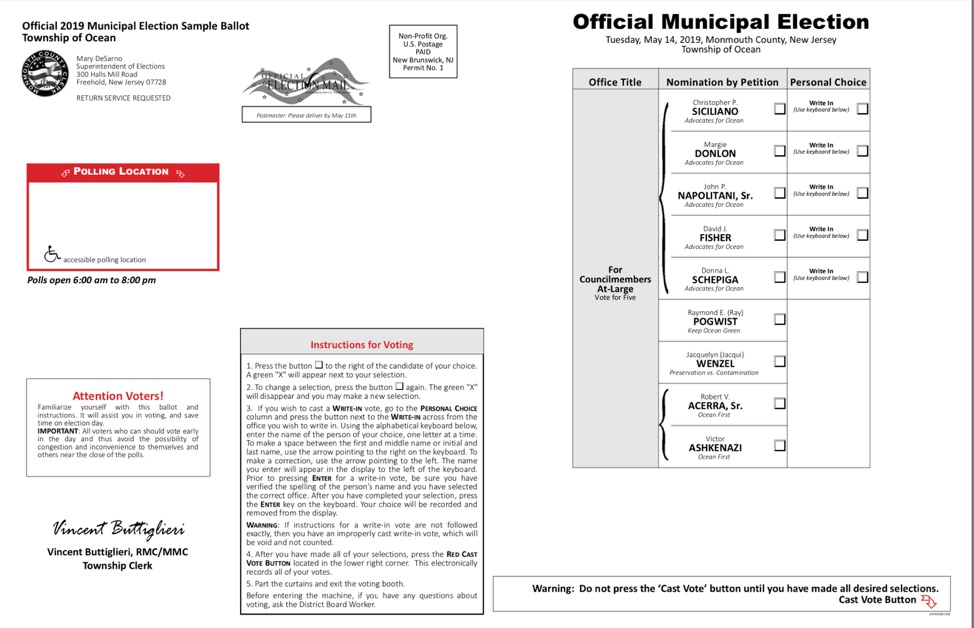 Official 2019 Municipal Election Sample Ballot
Township of Ocean
Mary DeSarno
Superintendent of Elections
300 Halls Mill Road
Freehold, New Jersey 07728
RETURN SERVICE REQUESTED
OFFICIAL
ELECTION MAIL
Postmaster: Please deliver by May 11th
Non-Profit Org.
U.S. Postage
PAID
New Brunswick, NJ
Permit No. 1
POLLING LOCATION
accessible polling location
Polls open 6:00 am to 8:00 pm
Attention Voters!
Familiarize yourself with this ballot and
instructions. It will assist you in voting, and save
time on election day.
IMPORTANT: All voters who can should vote early
in the day and thus avoid the possibility of
congestion and inconvenience to themselves and
others near the close of the polls.
Vincent Buttiglieri
Vincent Buttiglieri, RMC/MMC
Township Clerk
Instructions for Voting
1. Press the button ☐ to the right of the candidate of your choice.
A green "X" will appear next to your selection.
2. To change a selection, press the button ☐ again. The green "X"
will disappear and you may make a new selection.
3. If you wish to cast a WRITE-IN vote, go to the PERSONAL CHOICE
column and press the button next to the WRITE-IN across from the
office you wish to write in. Using the alphabetical keyboard below,
enter the name of the person of your choice, one letter at a time.
To make a space between the first and middle name or initial and
last name, use the arrow pointing to the right on the keyboard. To
make a correction, use the arrow pointing to the left. The name
you enter will appear in the display to the left of the keyboard.
Prior to pressing ENTER for a write-in vote, be sure you have
verified the spelling of the person's name and you have selected
the correct office. After you have completed your selection, press
the ENTER key on the keyboard. Your choice will be recorded and
removed from the display.
WARNING: If instructions for a write-in vote are not followed
exactly, then you have an improperly cast write-in vote, which will
be void and not counted.
4. After you have made all of your selections, press the RED CAST
VOTE BUTTON located in the lower right corner. This electronically
records all of your votes.
5. Part the curtains and exit the voting booth.
Before entering the machine, if you have any questions about
voting, ask the District Board Worker.
Official Municipal Election
Tuesday, May 14, 2019, Monmouth County, New Jersey
Township of Ocean
Office Title
Nomination by Petition
Personal Choice
For
Councilmembers
At-Large
Vote for Five
Christopher P.
SICILIANO
Advocates for Ocean
Write In
(Use keyboard below)
Margie
DONLON
Advocates for Ocean
Write In
(Use keyboard below)
John P.
NAPOLITANI, Sr.
Advocates for Ocean
Write In
(Use keyboard below)
David J.
FISHER
Advocates for Ocean
Write In
(Use keyboard below)
Donna L.
SCHEPIGA
Advocates for Ocean
Write In
(Use keyboard below)
Raymond E. (Ray)
POGWIST
Keep Ocean Green
Jacquelyn (Jacqui)
WENZEL
Preservation vs. Contamination
Robert V.
ACERRA, Sr.
Ocean First
Victor
ASHKENAZI
Ocean First
Warning: Do not press the 'Cast Vote' button until you have made all desired selections.
Cast Vote Button